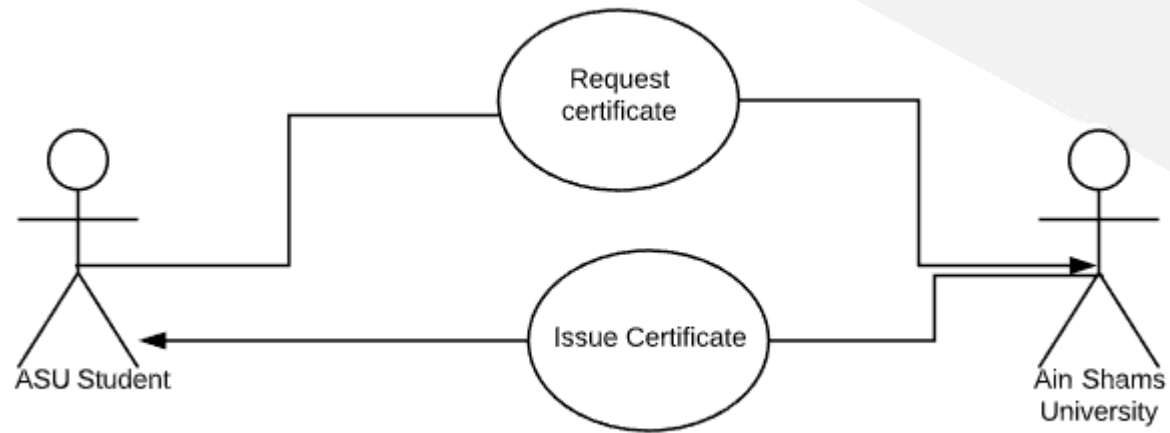 Request
certificate
Issue Certificate
ASU Student
Ain Shams
University